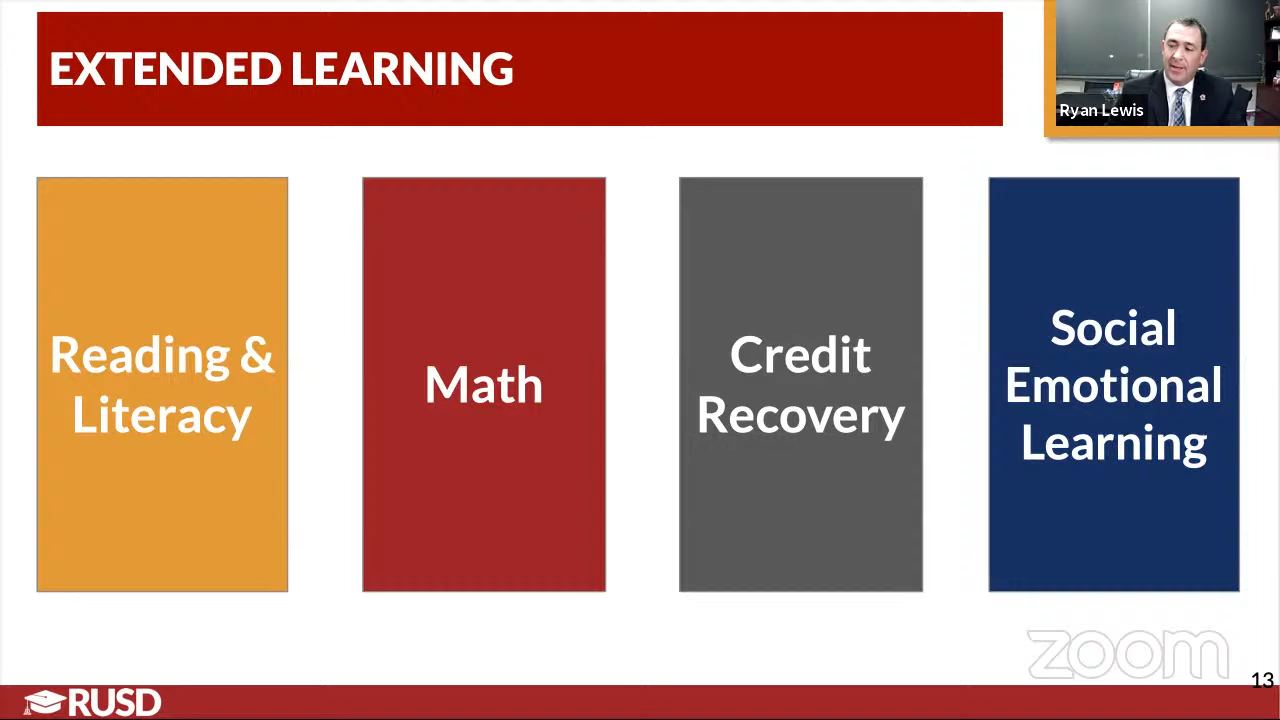 EXTENDED LEARNING
Ryan Lewis
Reading &
Literacy
Math
Credit
Recovery
Social
Emotional
Learning
zoom
13
RUSD